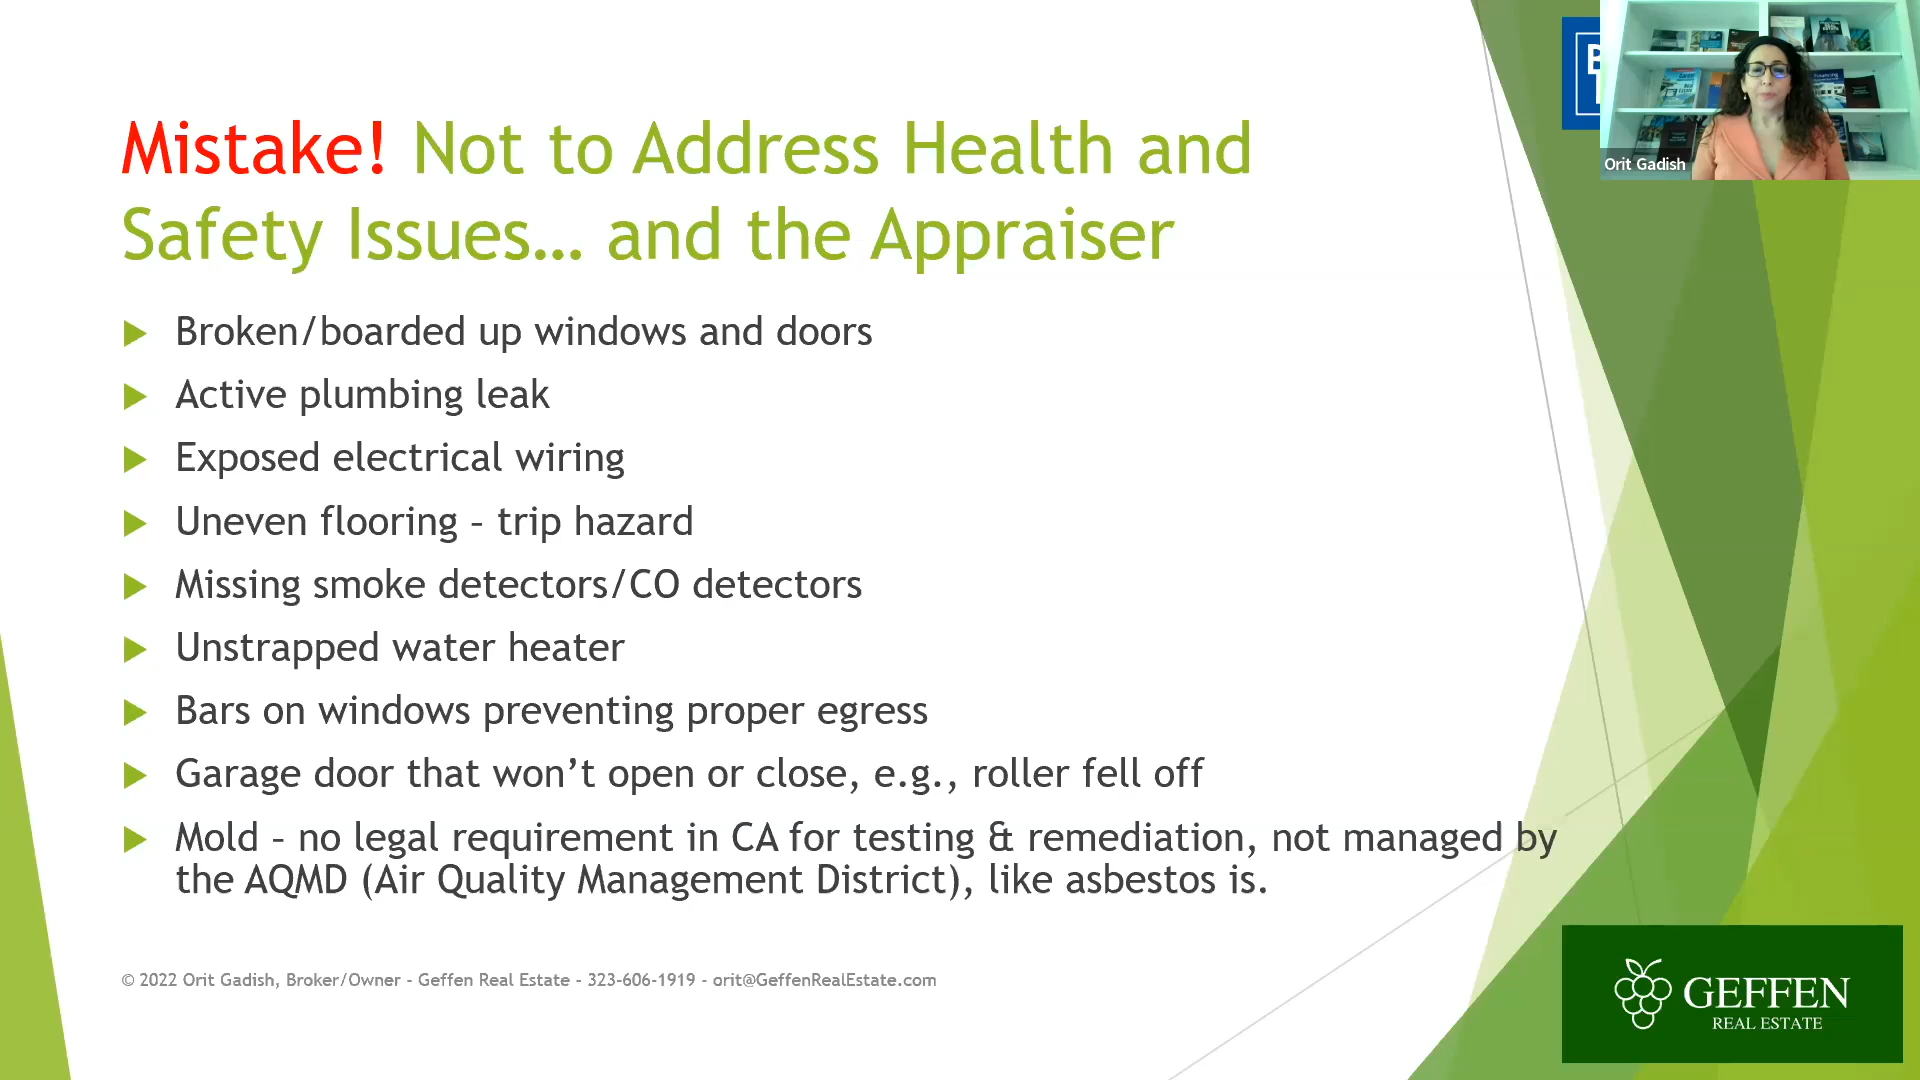 Mistake! Not to Address Health and
Safety Issues… and the Appraiser
Broken/boarded up windows and doors
Active plumbing leak
Exposed electrical wiring
Uneven flooring – trip hazard
Missing smoke detectors/CO detectors
Unstrapped water heater
Bars on windows preventing proper egress
Garage door that won’t open or close, e.g., roller fell off
Mold – no legal requirement in CA for testing & remediation, not managed by
the AQMD (Air Quality Management District), like asbestos is.
© 2022 Orit Gadish, Broker/Owner - Geffen Real Estate - 323-606-1919 - orit@GeffenRealEstate.com
Orit Gadish
GEFFEN
REAL ESTATE